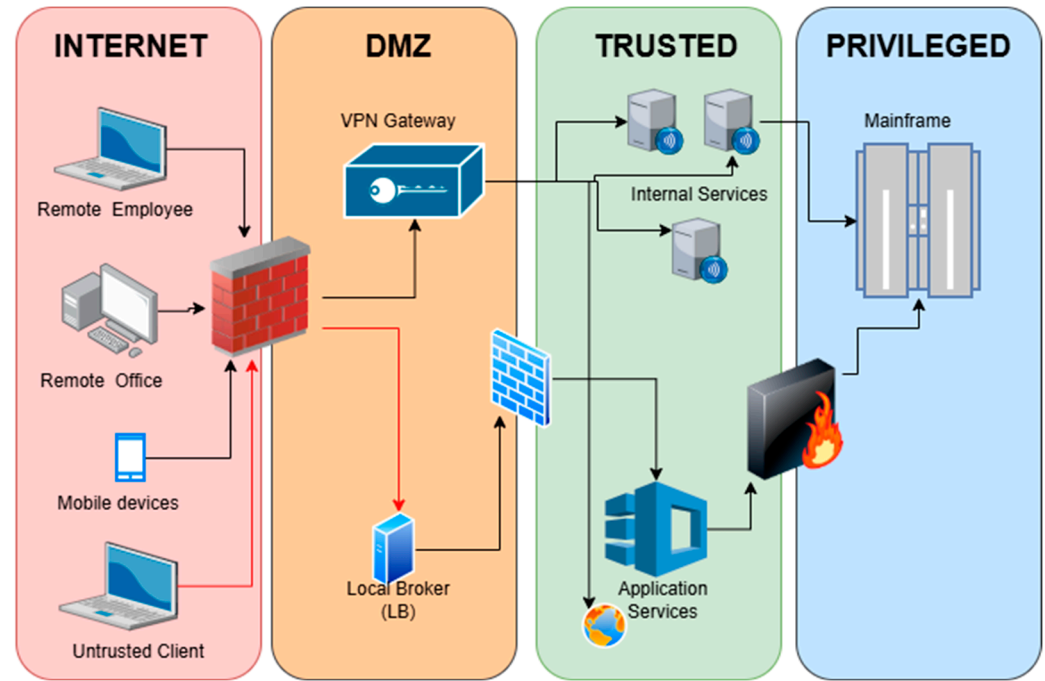 INTERNET
DMZ
TRUSTED
PRIVILEGED
VPN Gateway
Mainframe
Internal Services
Remote Employee
Remote Office
Mobile devices
Local Broker
(LB)
Application
Services
Untrusted Client